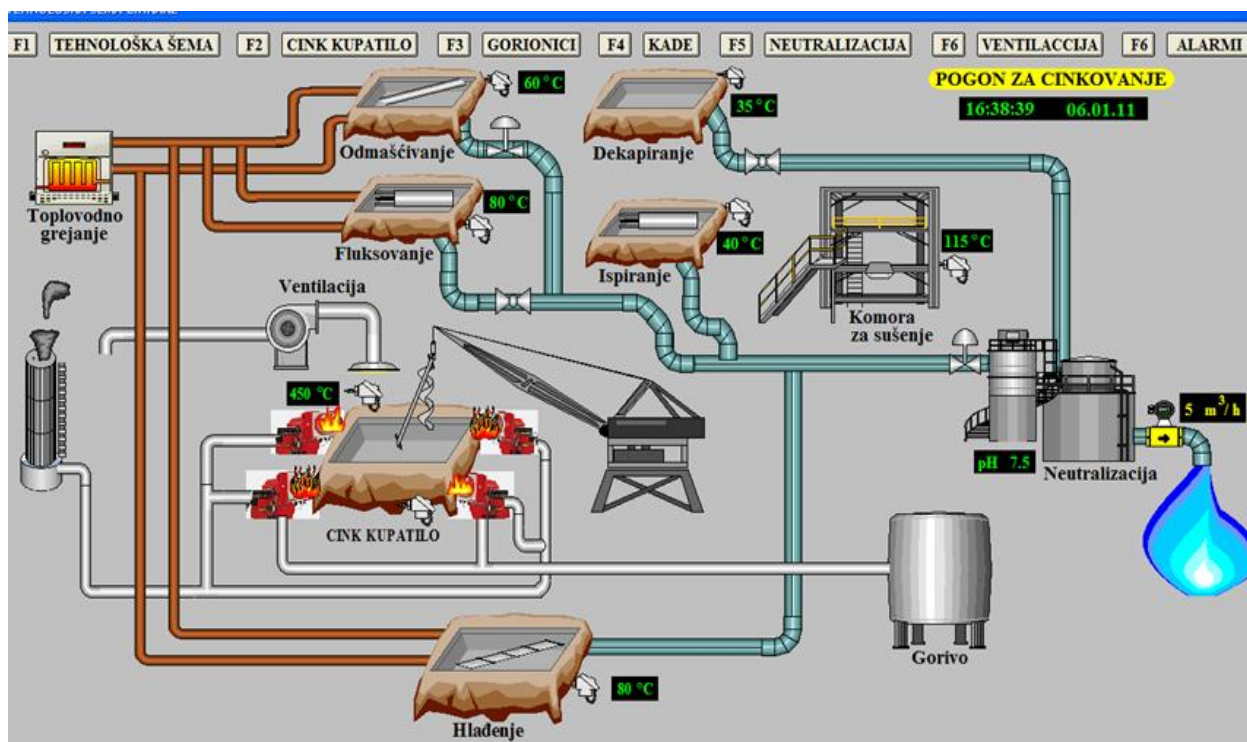 F1 TEHNOLOŠKA ŠEMA F2 CINK KUPATILO F3 GORIONICI F4 KADE F5 NEUTRALIZACIJA F6 VENTILACCIJA F6 ALARMI
POGON ZA CINKOVANJE
16:38:39 06.01.11
60 °C
35 °C
Odmašćivanje
Dekapiranje
Toplovodno
grejanje
80 °C
Fluksovanje
40 °C
Ispiranje
115 °C
Komora
za sušenje
Ventilacija
450 °C
CINK KUPATILO
5 m³/h
pH 7.5
Neutralizacija
Gorivo
80 °C
Hlađenje